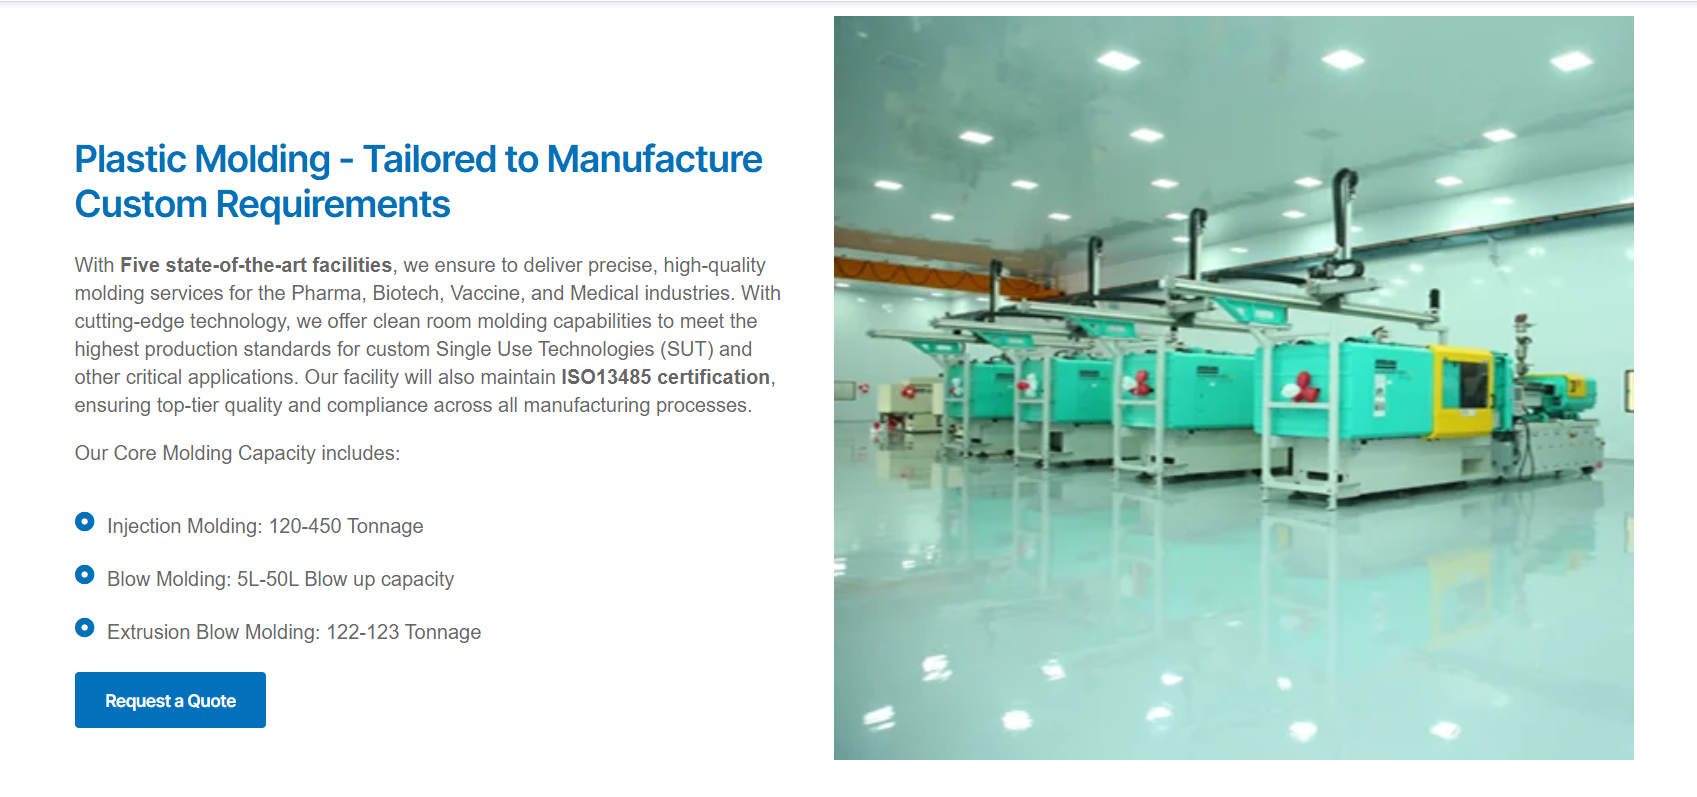 Plastic Molding - Tailored to Manufacture
Custom Requirements
With Five state-of-the-art facilities, we ensure to deliver precise, high-quality
molding services for the Pharma, Biotech, Vaccine, and Medical industries. With
cutting-edge technology, we offer clean room molding capabilities to meet the
highest production standards for custom Single Use Technologies (SUT) and
other critical applications. Our facility will also maintain ISO13485 certification,
ensuring top-tier quality and compliance across all manufacturing processes.
Our Core Molding Capacity includes:
Injection Molding: 120-450 Tonnage
Blow Molding: 5L-50L Blow up capacity
Extrusion Blow Molding: 122-123 Tonnage
Request a Quote